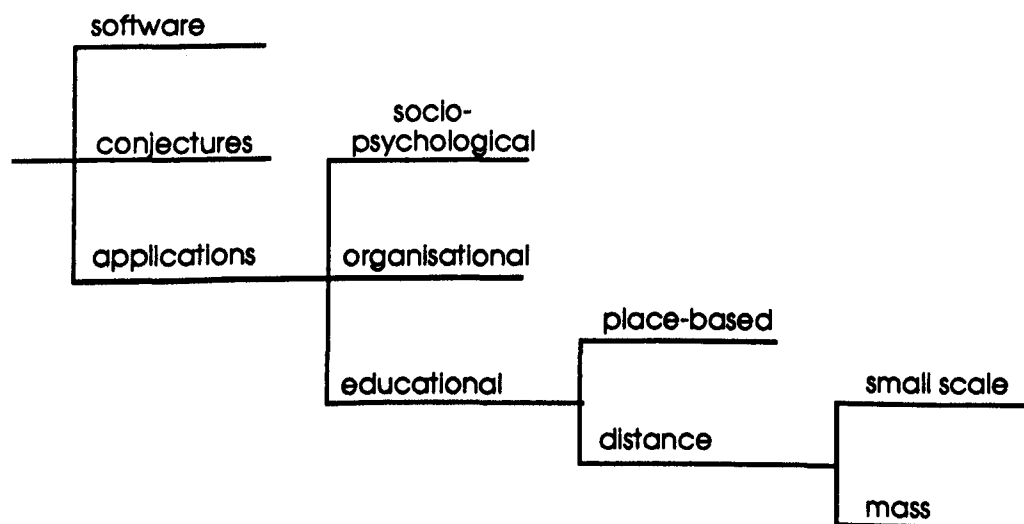 software
conjectures
applications
socio-
psychological
organisational
educational
place-based
distance
small scale
mass